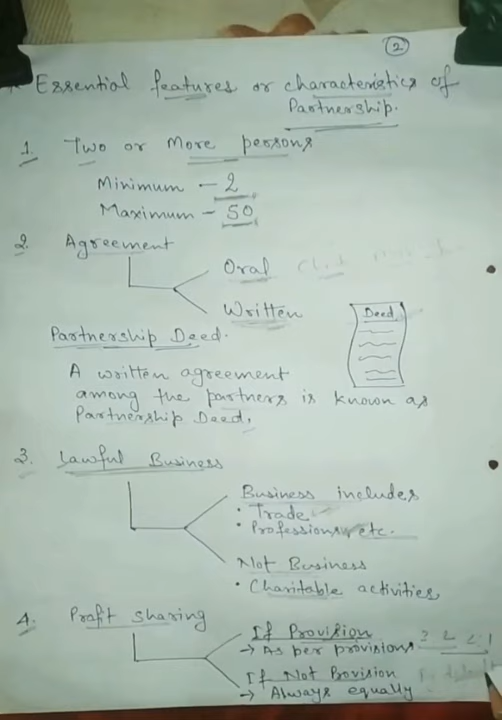 2
Essential features or characteristics of
Partnership.
1. Two or More persons
Minimum - 2
Maximum - 50
2. Agreement
Oral
Written
Deed
Partnership Deed.
A written agreement
among the partners is known as
Partnership Deed.
3. Lawful Business
Business includes
• Trade
• Professions, etc.
Not Business
• Charitable activities
4. Profit Sharing
If Provision
→ As per provisions
If Not Provision
→ Always equally